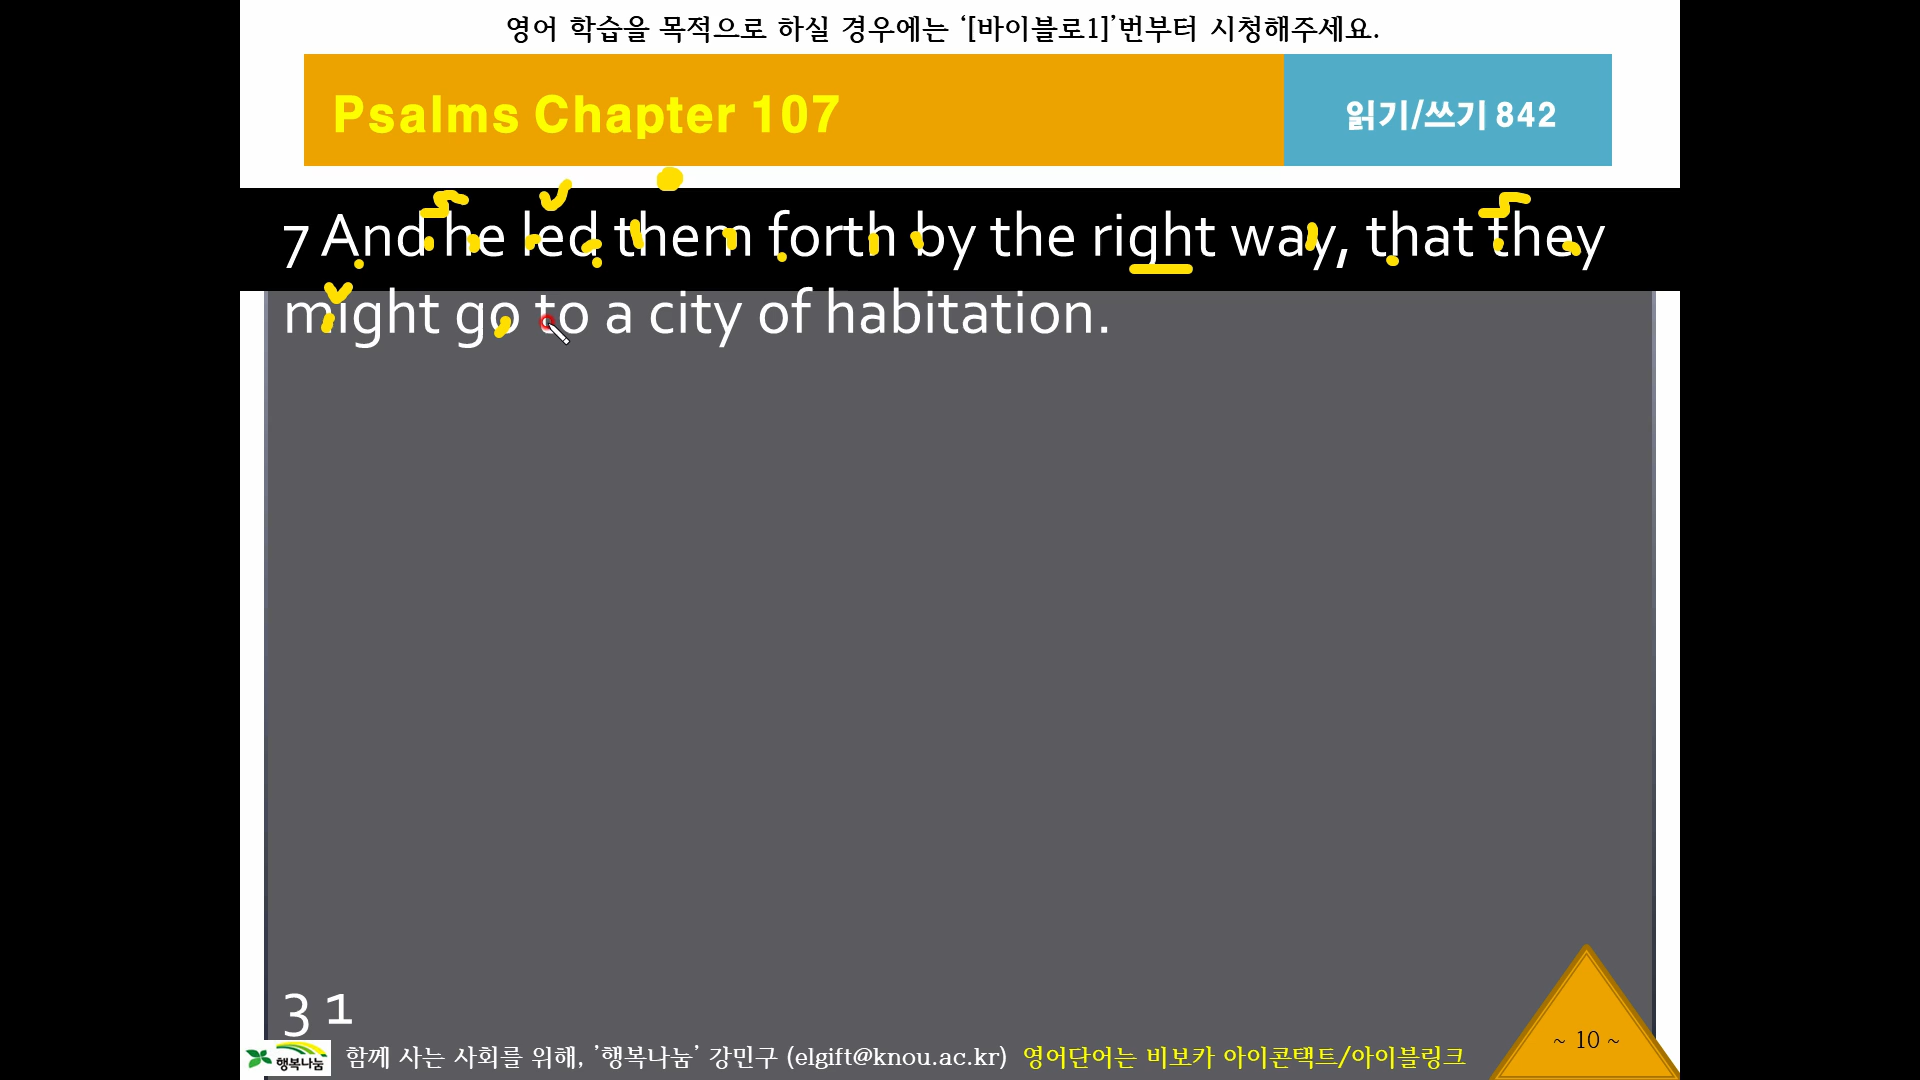 영어 학습을 목적으로 하실 경우에는 ‘[바이블로1]’번부터 시청해주세요.
Psalms Chapter 107
읽기/쓰기 842
7 And he led them forth by the right way, that they
might go to a city of habitation.
3 1
~ 10 ~
행복나눔
함께 사는 사회를 위해, ’행복나눔’ 강민구 (elgift@knou.ac.kr) 영어단어는 비보카 아이콘택트/아이블링크